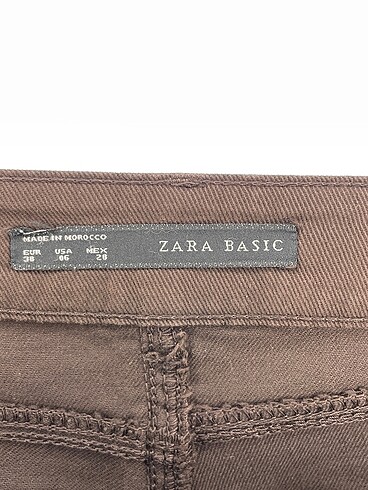 MADE IN MOROCCO
EUR USA MEX
38 06 28
ZARA BASIC